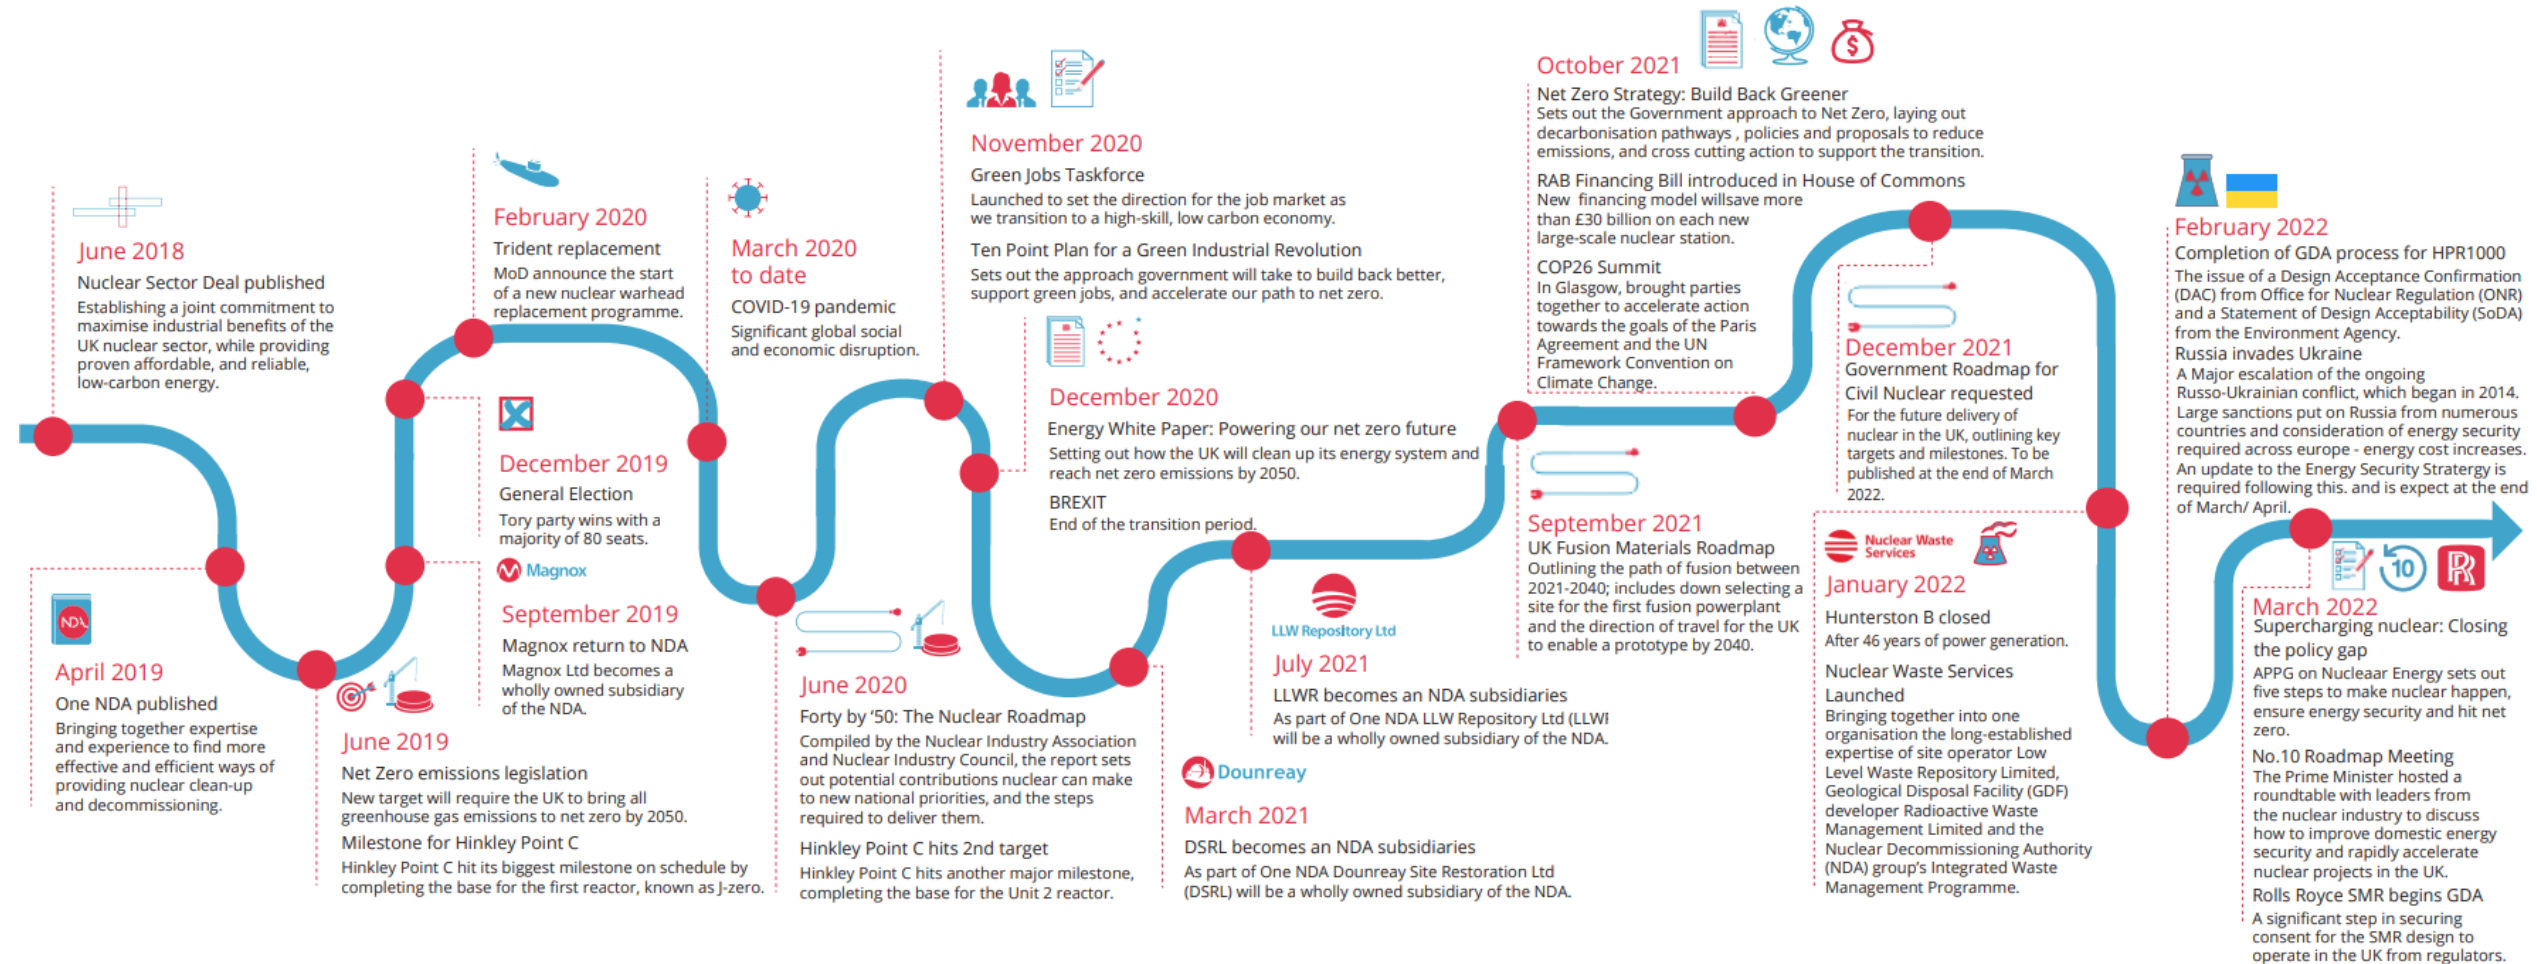 June 2018
Nuclear Sector Deal published
Establishing a joint commitment to
maximise industrial benefits of the
UK nuclear sector, while providing
proven affordable, and reliable,
low-carbon energy.
NDA
April 2019
One NDA published
Bringing together expertise
and experience to find more
effective and efficient ways of
providing nuclear clean-up
and decommissioning.
June 2019
Net Zero emissions legislation
New target will require the UK to bring all
greenhouse gas emissions to net zero by 2050.
Milestone for Hinkley Point C
Hinkley Point C hit its biggest milestone on schedule by
completing the base for the first reactor, known as J-zero.
Magnox
September 2019
Magnox return to NDA
Magnox Ltd becomes a
wholly owned subsidiary
of the NDA.
December 2019
General Election
Tory party wins with a
majority of 80 seats.
February 2020
Trident replacement
MoD announce the start
of a new nuclear warhead
replacement programme.
March 2020
to date
COVID-19 pandemic
Significant global social
and economic disruption.
June 2020
Forty by ‘50: The Nuclear Roadmap
Compiled by the Nuclear Industry Association
and Nuclear Industry Council, the report sets
out potential contributions nuclear can make
to new national priorities, and the steps
required to deliver them.
Hinkley Point C hits 2nd target
Hinkley Point C hits another major milestone,
completing the base for the Unit 2 reactor.
November 2020
Green Jobs Taskforce
Launched to set the direction for the job market as
we transition to a high-skill, low carbon economy.
Ten Point Plan for a Green Industrial Revolution
Sets out the approach government will take to build back better,
support green jobs, and accelerate our path to net zero.
December 2020
Energy White Paper: Powering our net zero future
Setting out how the UK will clean up its energy system and
reach net zero emissions by 2050.
BREXIT
End of the transition period.
Dounreay
March 2021
DSRL becomes an NDA subsidiaries
As part of One NDA Dounreay Site Restoration Ltd
(DSRL) will be a wholly owned subsidiary of the NDA.
LLW Repository Ltd
July 2021
LLWR becomes an NDA subsidiaries
As part of One NDA LLW Repository Ltd (LLWI
will be a wholly owned subsidiary of the NDA.
September 2021
UK Fusion Materials Roadmap
Outlining the path of fusion between
2021-2040; includes down selecting a
site for the first fusion powerplant
and the direction of travel for the UK
to enable a prototype by 2040.
$
October 2021
Net Zero Strategy: Build Back Greener
Sets out the Government approach to Net Zero, laying out
decarbonisation pathways , policies and proposals to reduce
emissions, and cross cutting action to support the transition.
RAB Financing Bill introduced in House of Commons
New financing model willsave more
than £30 billion on each new
large-scale nuclear station.
COP26 Summit
In Glasgow, brought parties
together to accelerate action
towards the goals of the Paris
Agreement and the UN
Framework Convention on
Climate Change.
December 2021
Government Roadmap for
Civil Nuclear requested
For the future delivery of
nuclear in the UK, outlining key
targets and milestones. To be
published at the end of March
2022.
Nuclear Waste
Services
January 2022
Hunterston B closed
After 46 years of power generation.
Nuclear Waste Services
Launched
Bringing together into one
organisation the long-established
expertise of site operator Low
Level Waste Repository Limited,
Geological Disposal Facility (GDF)
developer Radioactive Waste
Management Limited and the
Nuclear Decommissioning Authority
(NDA) group’s Integrated Waste
Management Programme.
February 2022
Completion of GDA process for HPR1000
The issue of a Design Acceptance Confirmation
(DAC) from Office for Nuclear Regulation (ONR)
and a Statement of Design Acceptability (SoDA)
from the Environment Agency.
Russia invades Ukraine
A Major escalation of the ongoing
Russo-Ukrainian conflict, which began in 2014.
Large sanctions put on Russia from numerous
countries and consideration of energy security
required across europe - energy cost increases.
An update to the Energy Security Stratergy is
required following this. and is expect at the end
of March/ April.
10
RR
March 2022
Supercharging nuclear: Closing
the policy gap
APPG on Nucleaar Energy sets out
five steps to make nuclear happen,
ensure energy security and hit net
zero.
No.10 Roadmap Meeting
The Prime Minister hosted a
roundtable with leaders from
the nuclear industry to discuss
how to improve domestic energy
security and rapidly accelerate
nuclear projects in the UK.
Rolls Royce SMR begins GDA
A significant step in securing
consent for the SMR design to
operate in the UK from regulators.